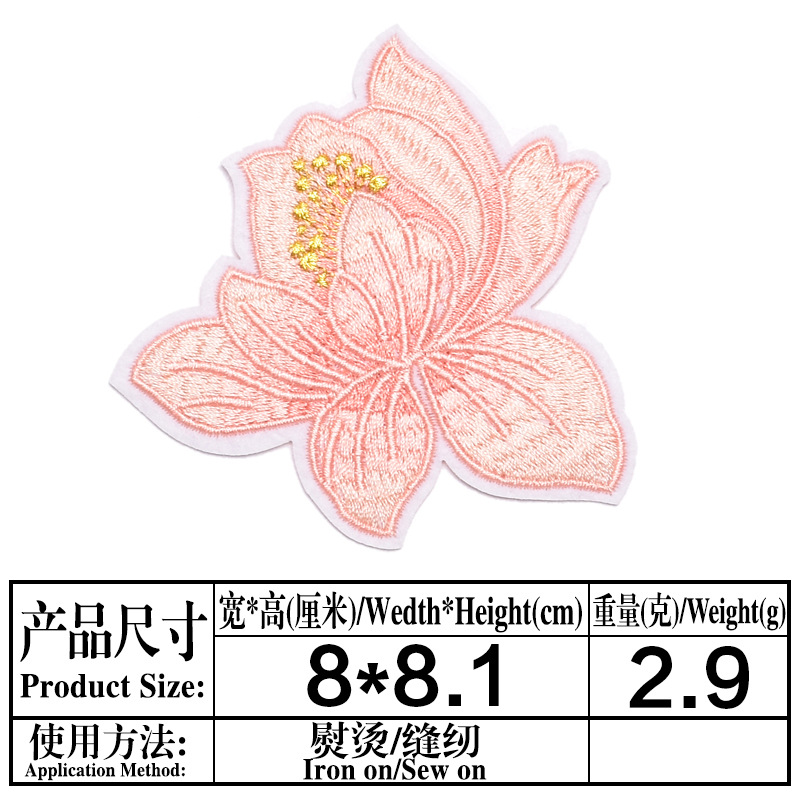 产品尺寸
Product Size:
宽*高(厘米)/Wedth*Height(cm)
重量(克)/Weight(g)
8*8.1
2.9
使用方法:
Application Method:
熨烫/缝纫
Iron on/Sew on